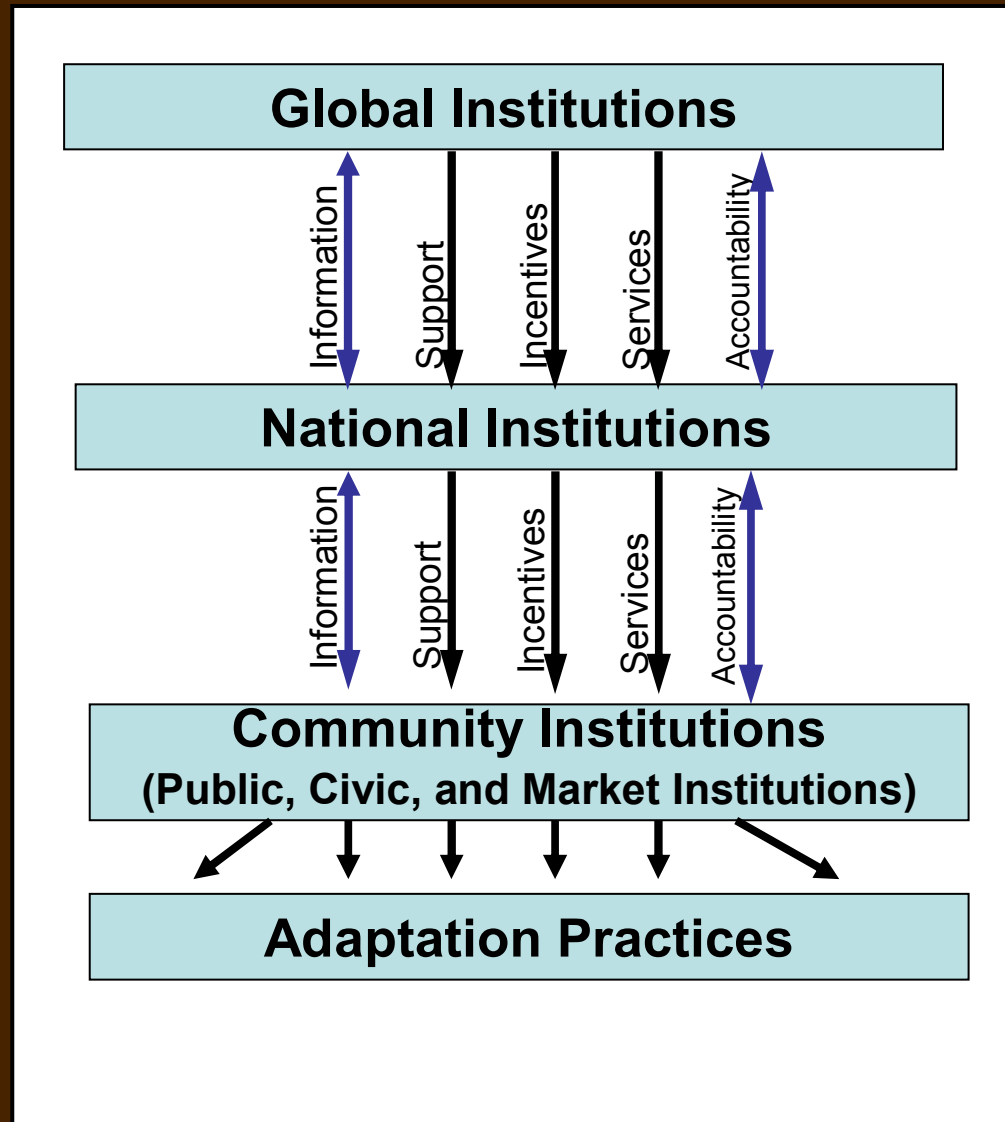 Global Institutions
Information
Support
Incentives
Services
Accountability
National Institutions
Information
Support
Incentives
Services
Accountability
Community Institutions
(Public, Civic, and Market Institutions)
Adaptation Practices